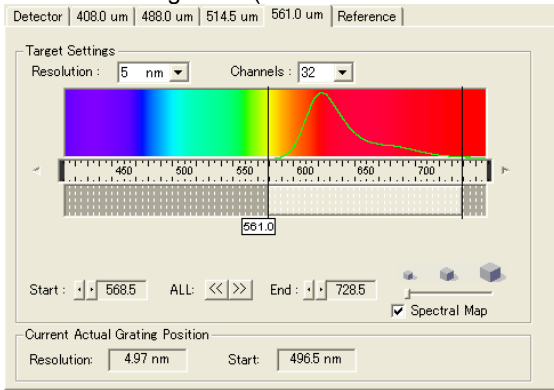 Detector 408.0 um 488.0 um 514.5 um 561.0 um Reference
Target Settings
Resolution : 5 nm Channels : 32
450 500 550 600 650 700
561.0
Start : 568.5 ALL: << >> End : 728.5
Spectral Map
Current Actual Grating Position
Resolution: 4.97 nm Start: 496.5 nm